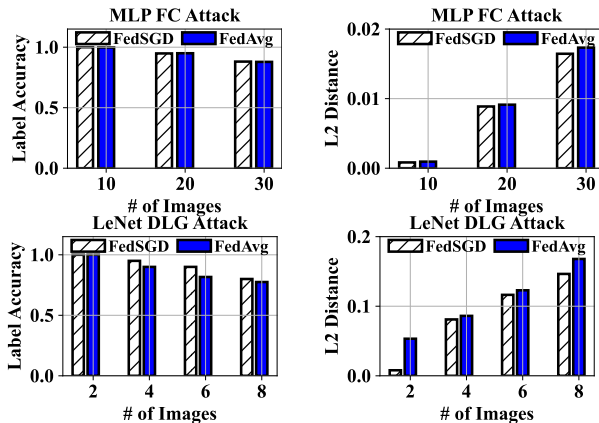 MLP FC Attack
FedSGD FedAvg
Label Accuracy
1.0
0.5
0.0
10 20 30
# of Images
MLP FC Attack
FedSGD FedAvg
L2 Distance
0.02
0.01
0.00
10 20 30
# of Images
LeNet DLG Attack
FedSGD FedAvg
Label Accuracy
1.0
0.5
0.0
2 4 6 8
# of Images
LeNet DLG Attack
FedSGD FedAvg
L2 Distance
0.2
0.1
0.0
2 4 6 8
# of Images